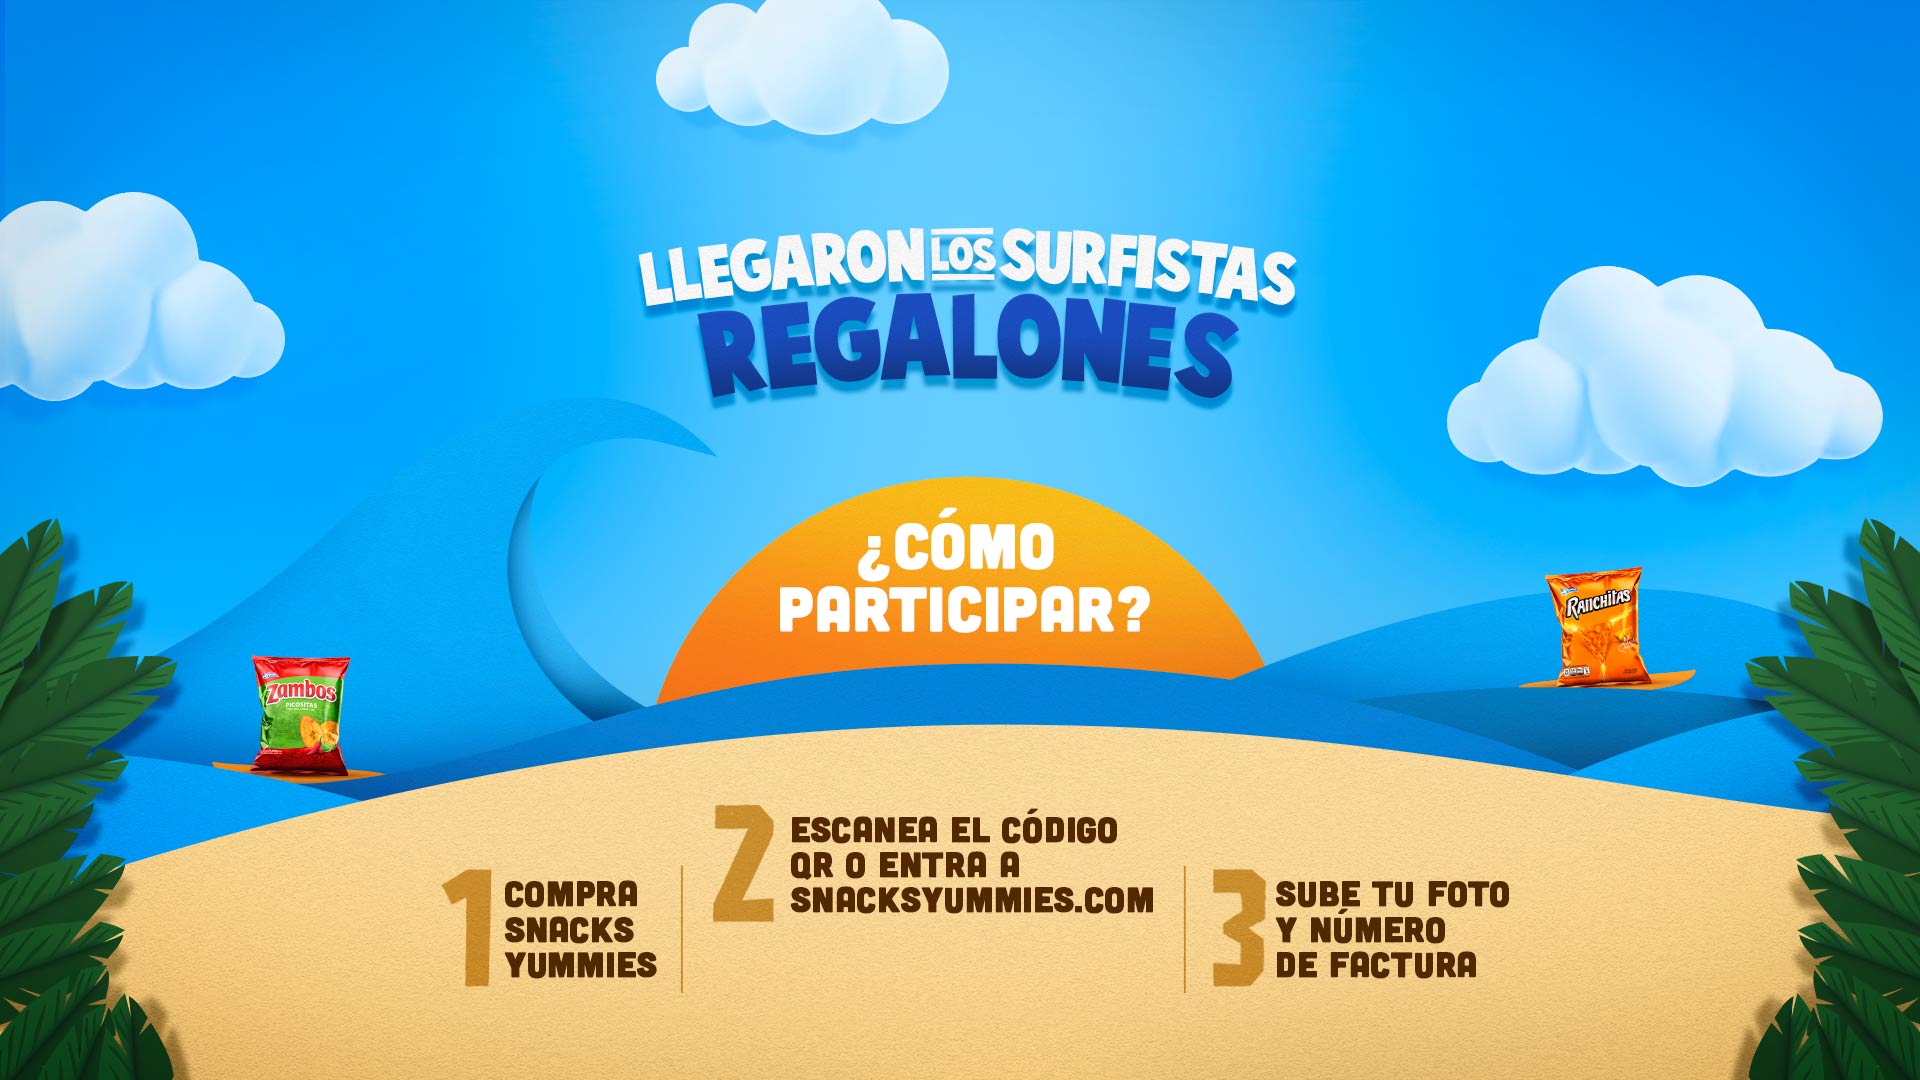 LLEGARON LOS SURFISTAS
REGALONES
¿CÓMO
PARTICIPAR?
Zambos
PICOSITAS
RANCHITAS
1 COMPRA
SNACKS
YUMMIES
2 ESCANEA EL CÓDIGO
QR O ENTRA A
SNACKSYUMMIES.COM
3 SUBE TU FOTO
Y NÚMERO
DE FACTURA